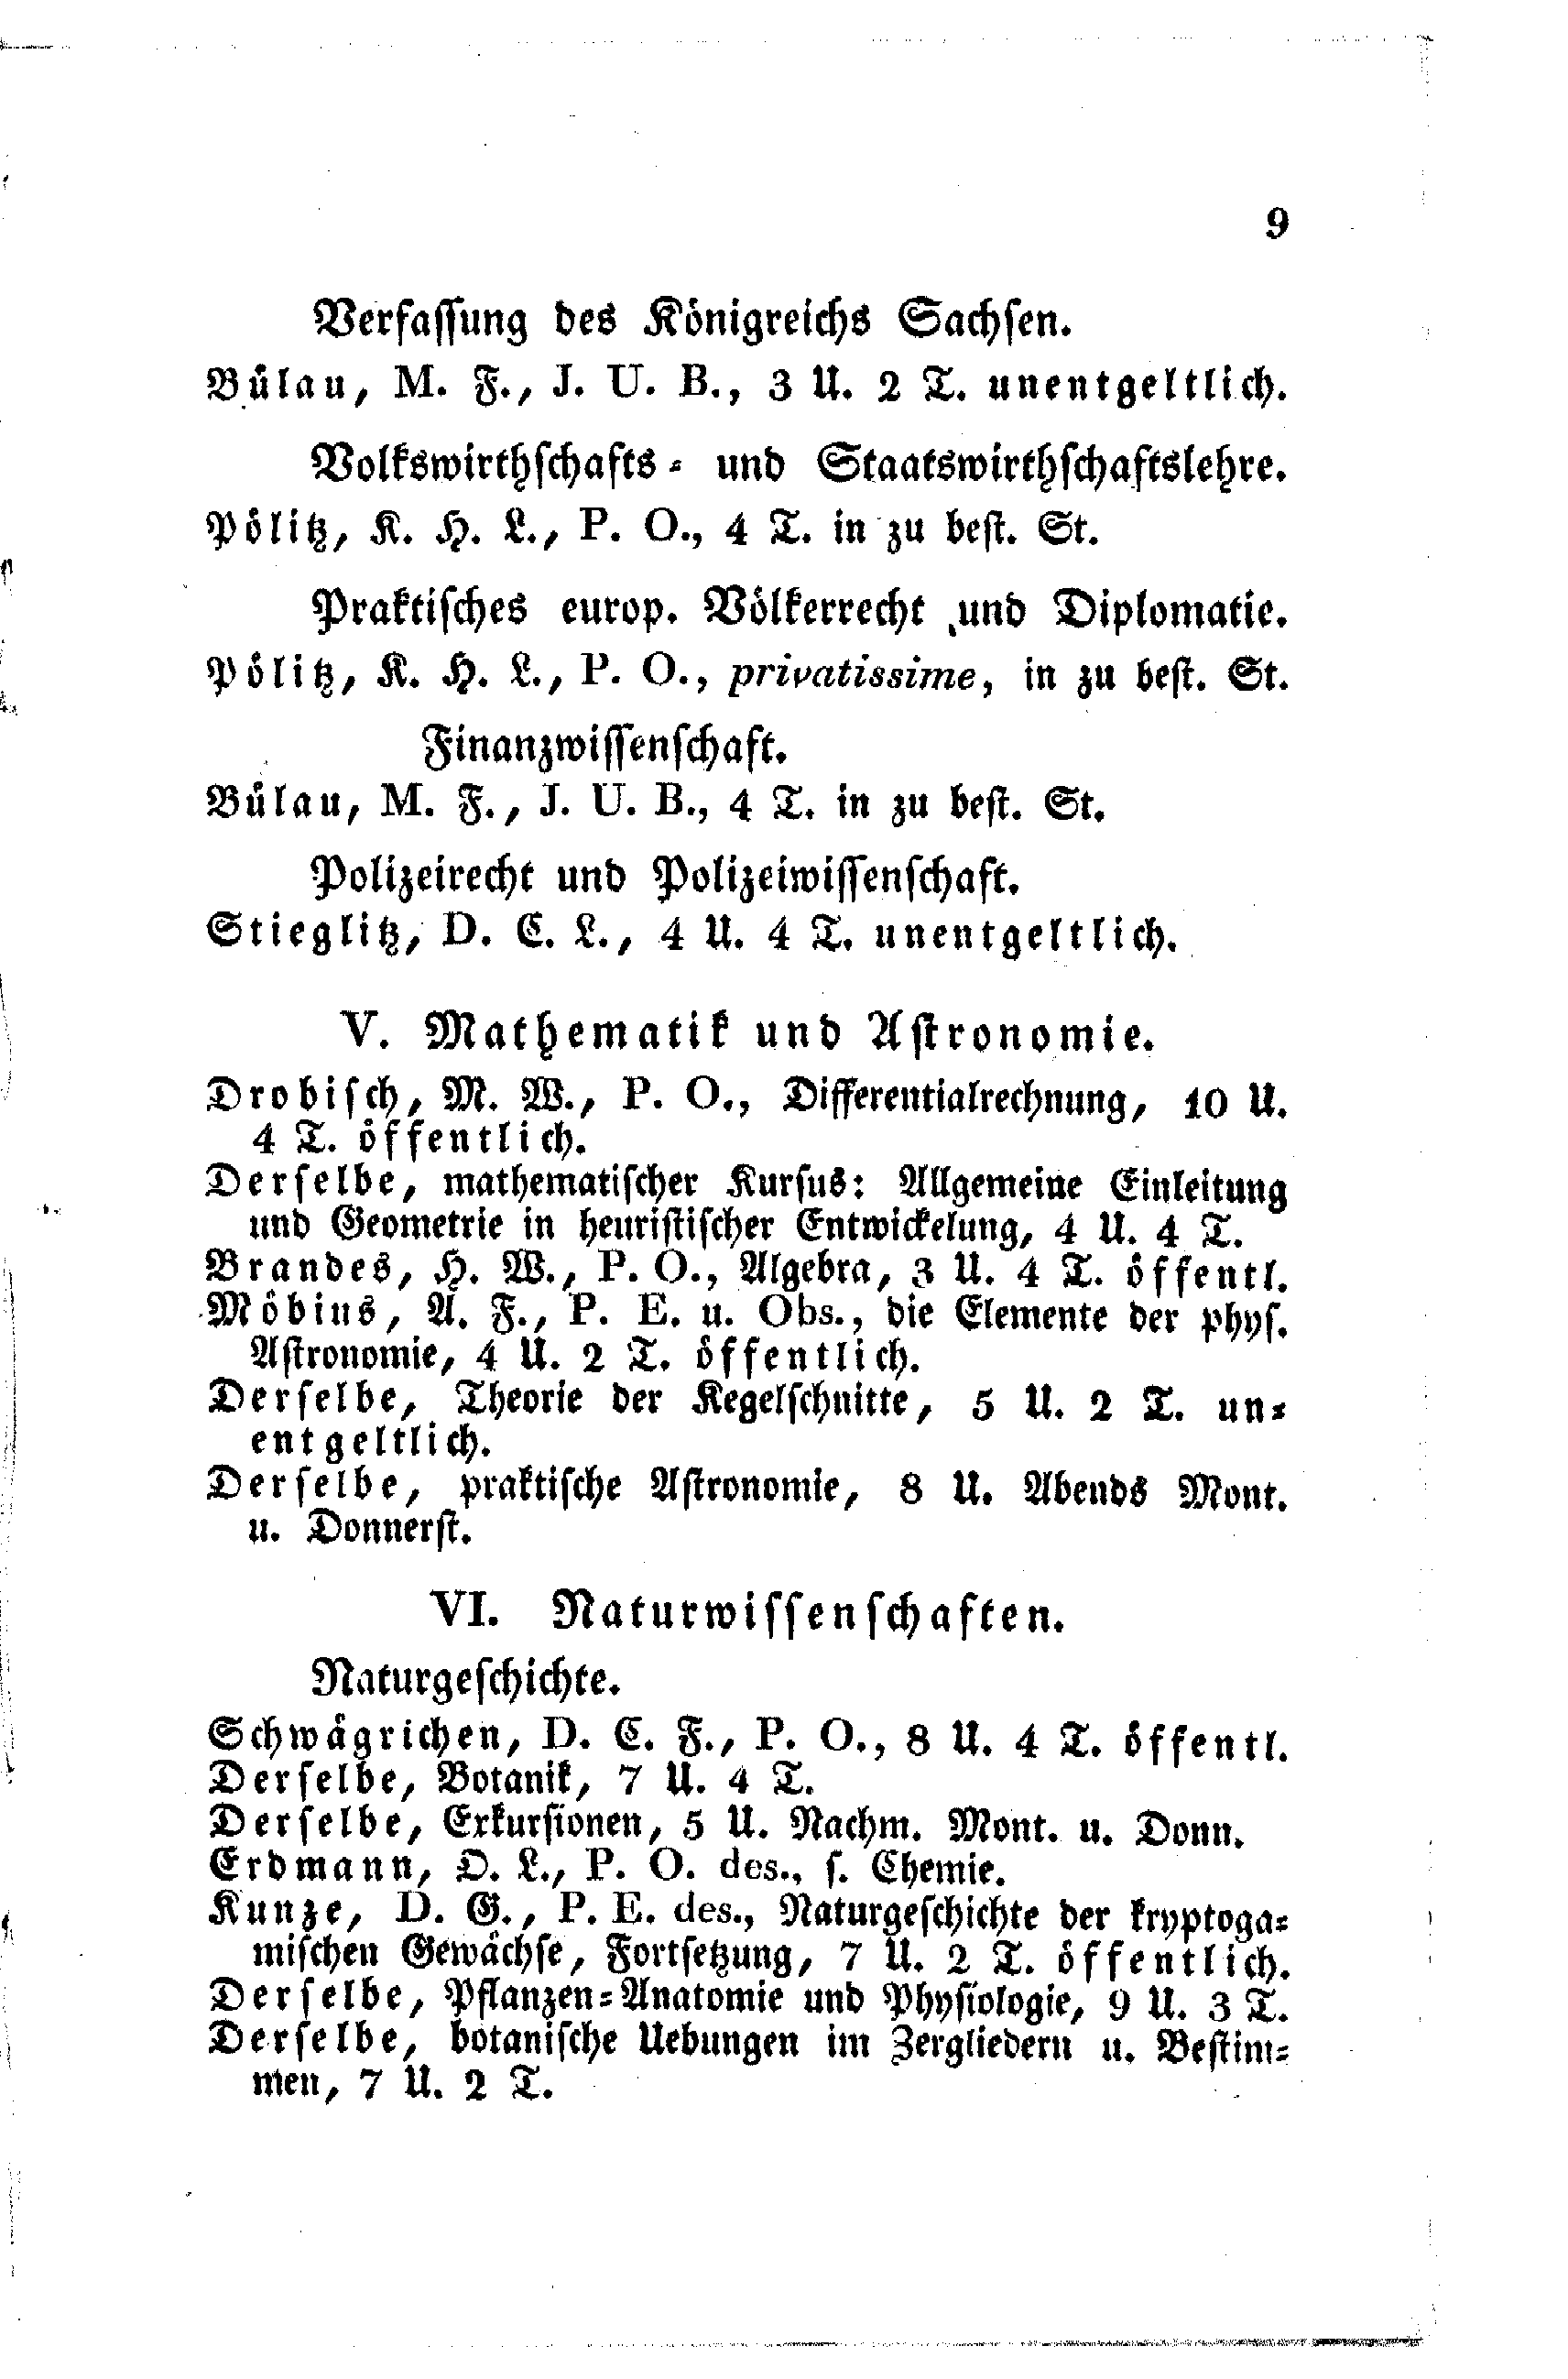 9
Verfassung des Königreichs Sachsen.
Bülau, M. F., J. U. B., 3 U. 2 T. unentgeltlich.
Volkswirthschafts- und Staatswirthschaftslehre.
Pölitz, K. H. L., P. O., 4 T. in zu best. St.
Praktisches europ. Völkerrecht und Diplomatie.
Pölitz, K. H. L., P. O., privatissime, in zu best. St.
Finanzwissenschaft.
Bülau, M. F., J. U. B., 4 T. in zu best. St.
Polizeirecht und Polizeiwissenschaft.
Stieglitz, D. C. L., 4 U. 4 T. unentgeltlich.
V. Mathematik und Astronomie.
Drobisch, M. W., P. O., Differentialrechnung, 10 U.
4 T. öffentlich.
Derselbe, mathematischer Kursus: Allgemeine Einleitung
und Geometrie in heuristischer Entwickelung, 4 U. 4 T.
Brandes, H. W., P. O., Algebra, 3 U. 4 T. öffentl.
Möbius, A. F., P. E. u. Obs., die Elemente der phys.
Astronomie, 4 U. 2 T. öffentlich.
Derselbe, Theorie der Kegelschnitte, 5 U. 2 T. un-
entgeltlich.
Derselbe, praktische Astronomie, 8 U. Abends Mont.
u. Donnerst.
VI. Naturwissenschaften.
Naturgeschichte.
Schwägrichen, D. C. F., P. O., 8 U. 4 T. öffentl.
Derselbe, Botanik, 7 U. 4 T.
Derselbe, Exkursionen, 5 U. Nachm. Mont. u. Donn.
Erdmann, O. L., P. O. des., s. Chemie.
Kunze, D. G., P. E. des., Naturgeschichte der kryptoga-
mischen Gewächse, Fortsetzung, 7 U. 2 T. öffentlich.
Derselbe, Pflanzen-Anatomie und Physiologie, 9 U. 3 T.
Derselbe, botanische Uebungen im Zergliedern u. Bestim-
men, 7 U. 2 T.